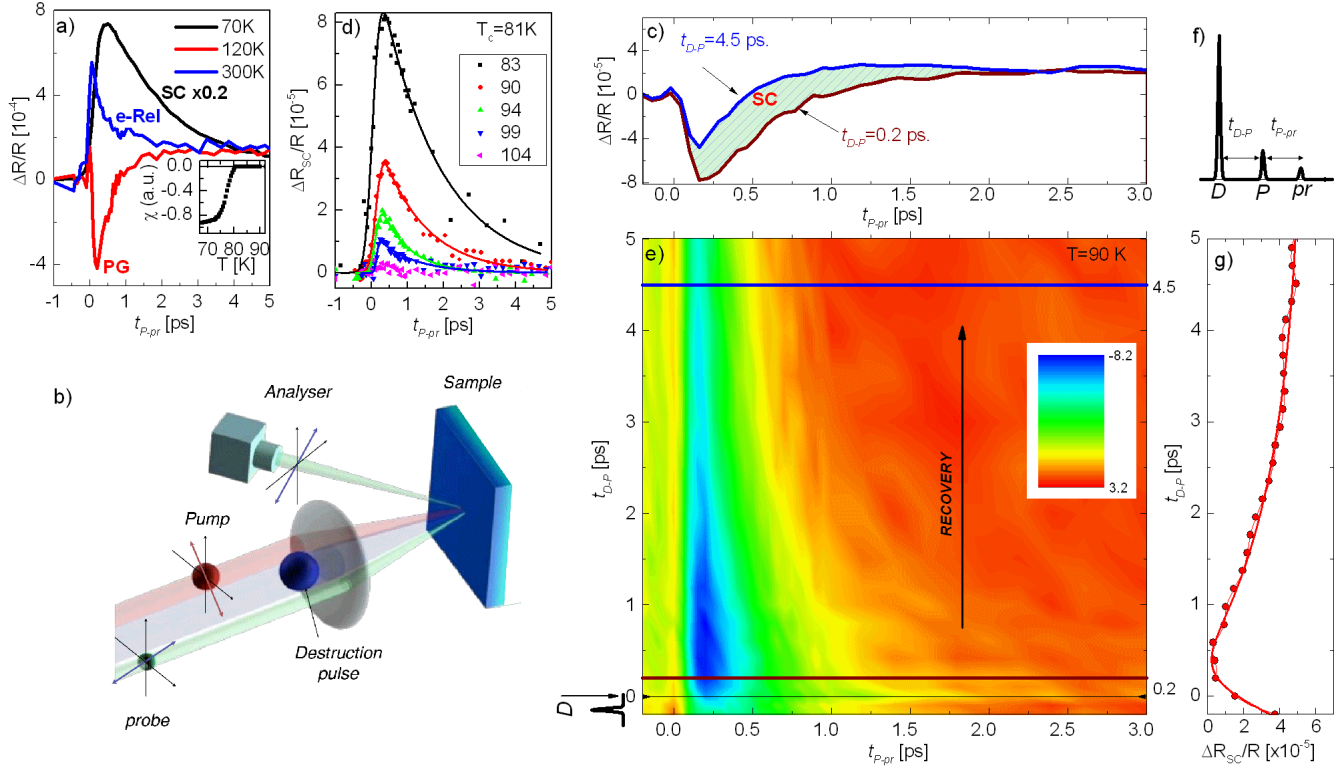 a)
8
4
0
-4
ΔR/R [10⁻⁴]
70K
120K
300K
SC x0.2
e-Rel
PG
0.0
-0.4
-0.8
χ (a.u.)
70 80 90
T [K]
-1 0 1 2 3 4 5
t_P-pr [ps]
d)
T_c=81K
83
90
94
99
104
8
6
4
2
0
ΔR_SC/R [10⁻⁵]
-1 0 1 2 3 4 5
t_P-pr [ps]
c)
t_D-P=4.5 ps.
SC
t_D-P=0.2 ps.
4
0
-4
-8
ΔR/R [10⁻⁵]
0.0 0.5 1.0 1.5 2.0 2.5 3.0
t_P-pr [ps]
f)
t_D-P
t_P-pr
D P pr
b)
Analyser
Sample
Pump
Destruction
pulse
probe
e)
T=90 K
5
4
3
2
1
0
t_D-P [ps]
-8.2
3.2
RECOVERY
4.5
0.2
t_D-P [ps]
D
0.0 0.5 1.0 1.5 2.0 2.5 3.0
t_P-pr [ps]
g)
5
4
3
2
1
0
0 2 4 6
ΔR_SC/R [x10⁻⁵]